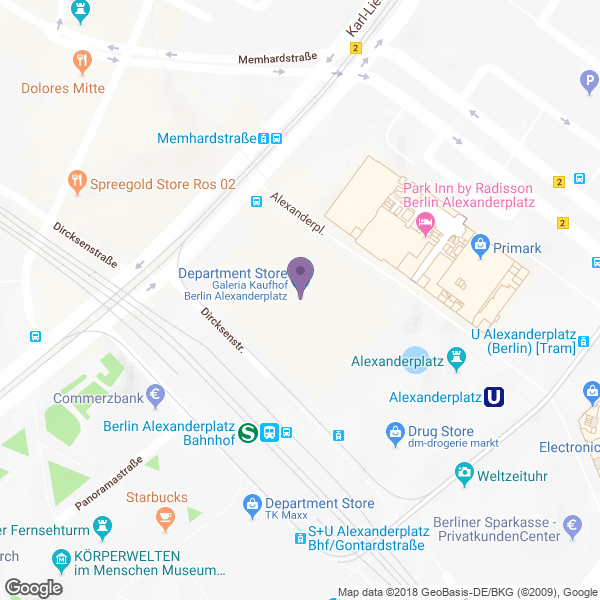 Karl-Lie
2
Memhardstraße
Dolores Mitte
P
Memhardstraße
Spreegold Store Ros 02
Park Inn by Radisson
Berlin Alexanderplatz
2
2
Alexanderpl.
Dircksenstraße
Primark
Department Store
Galeria Kaufhof
Berlin Alexanderplatz
Dircksenstr.
U Alexanderplatz
(Berlin) [Tram]
Alexanderplatz
Commerzbank
€
Alexanderplatz
U
Berlin Alexanderplatz
Bahnhof
S
Drug Store
dm-drogerie markt
Electronic
Panoramastraße
Weltzeituhr
Starbucks
Department Store
TK Maxx
er Fernsehturm
S+U Alexanderplatz
Bhf/Gontardstraße
Berliner Sparkasse -
PrivatkundenCenter
€
rch
KÖRPERWELTEN
im Menschen Museum...
Google
Map data ©2018 GeoBasis-DE/BKG (©2009), Google